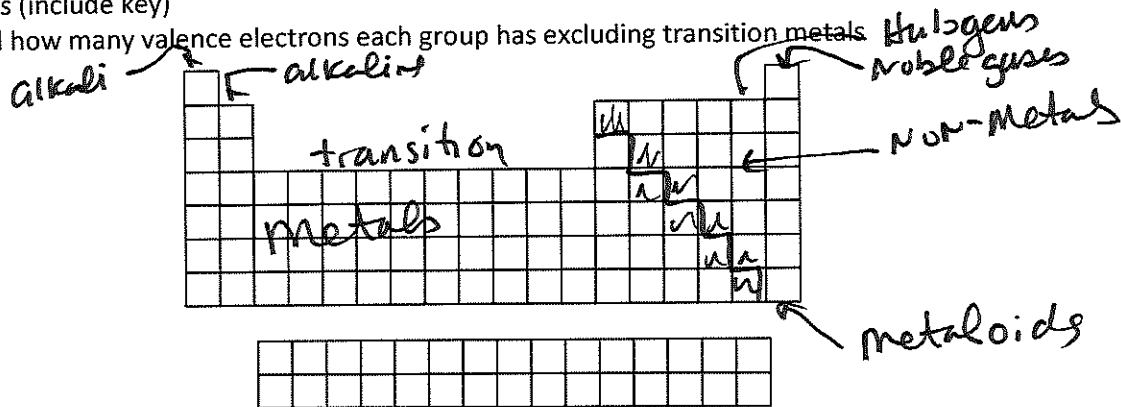 s (include key)
how many valence electrons each group has excluding transition metals
Halogens
alkali
alkaline
Noble gases
Non-Metals
transition
metals
metaloids